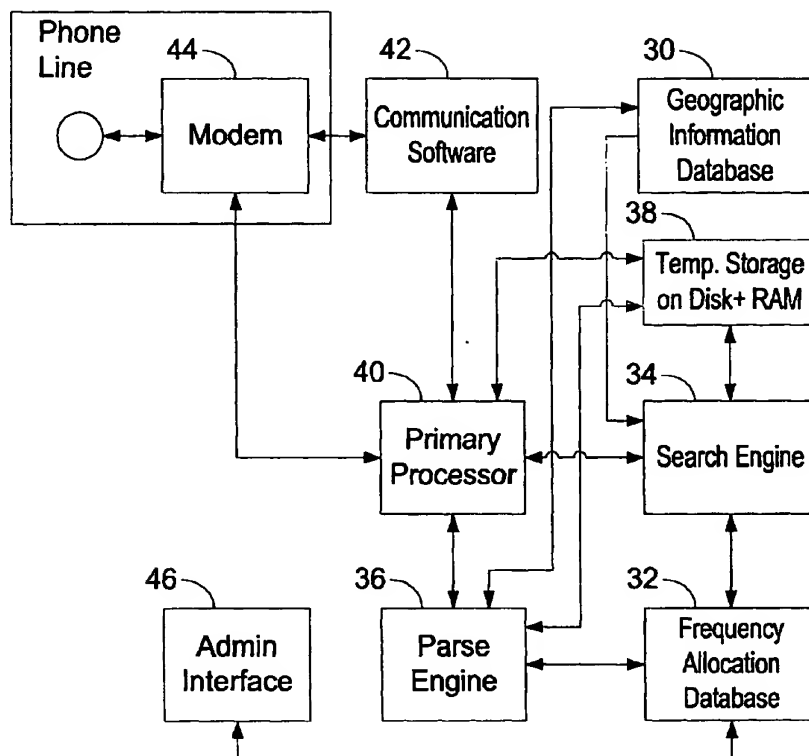 Phone
Line
44
Modem
42
Communication
Software
30
Geographic
Information
Database
38
Temp. Storage
on Disk+ RAM
40
Primary
Processor
34
Search Engine
46
Admin
Interface
36
Parse
Engine
32
Frequency
Allocation
Database